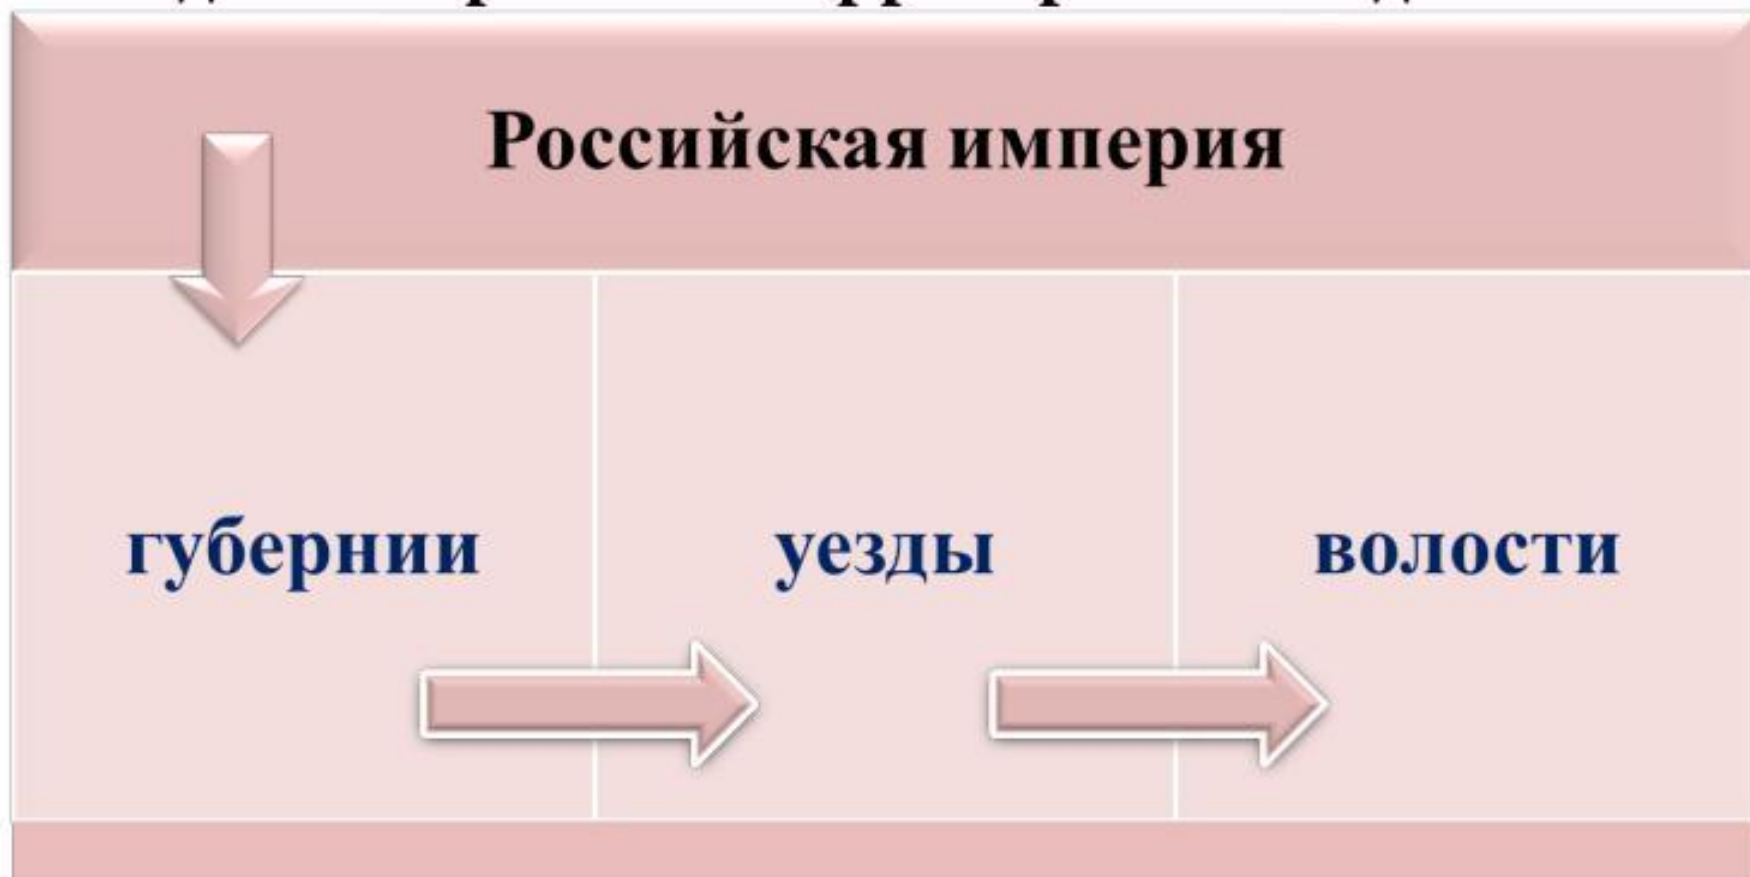 Российская империя
губернии
уезды
волости